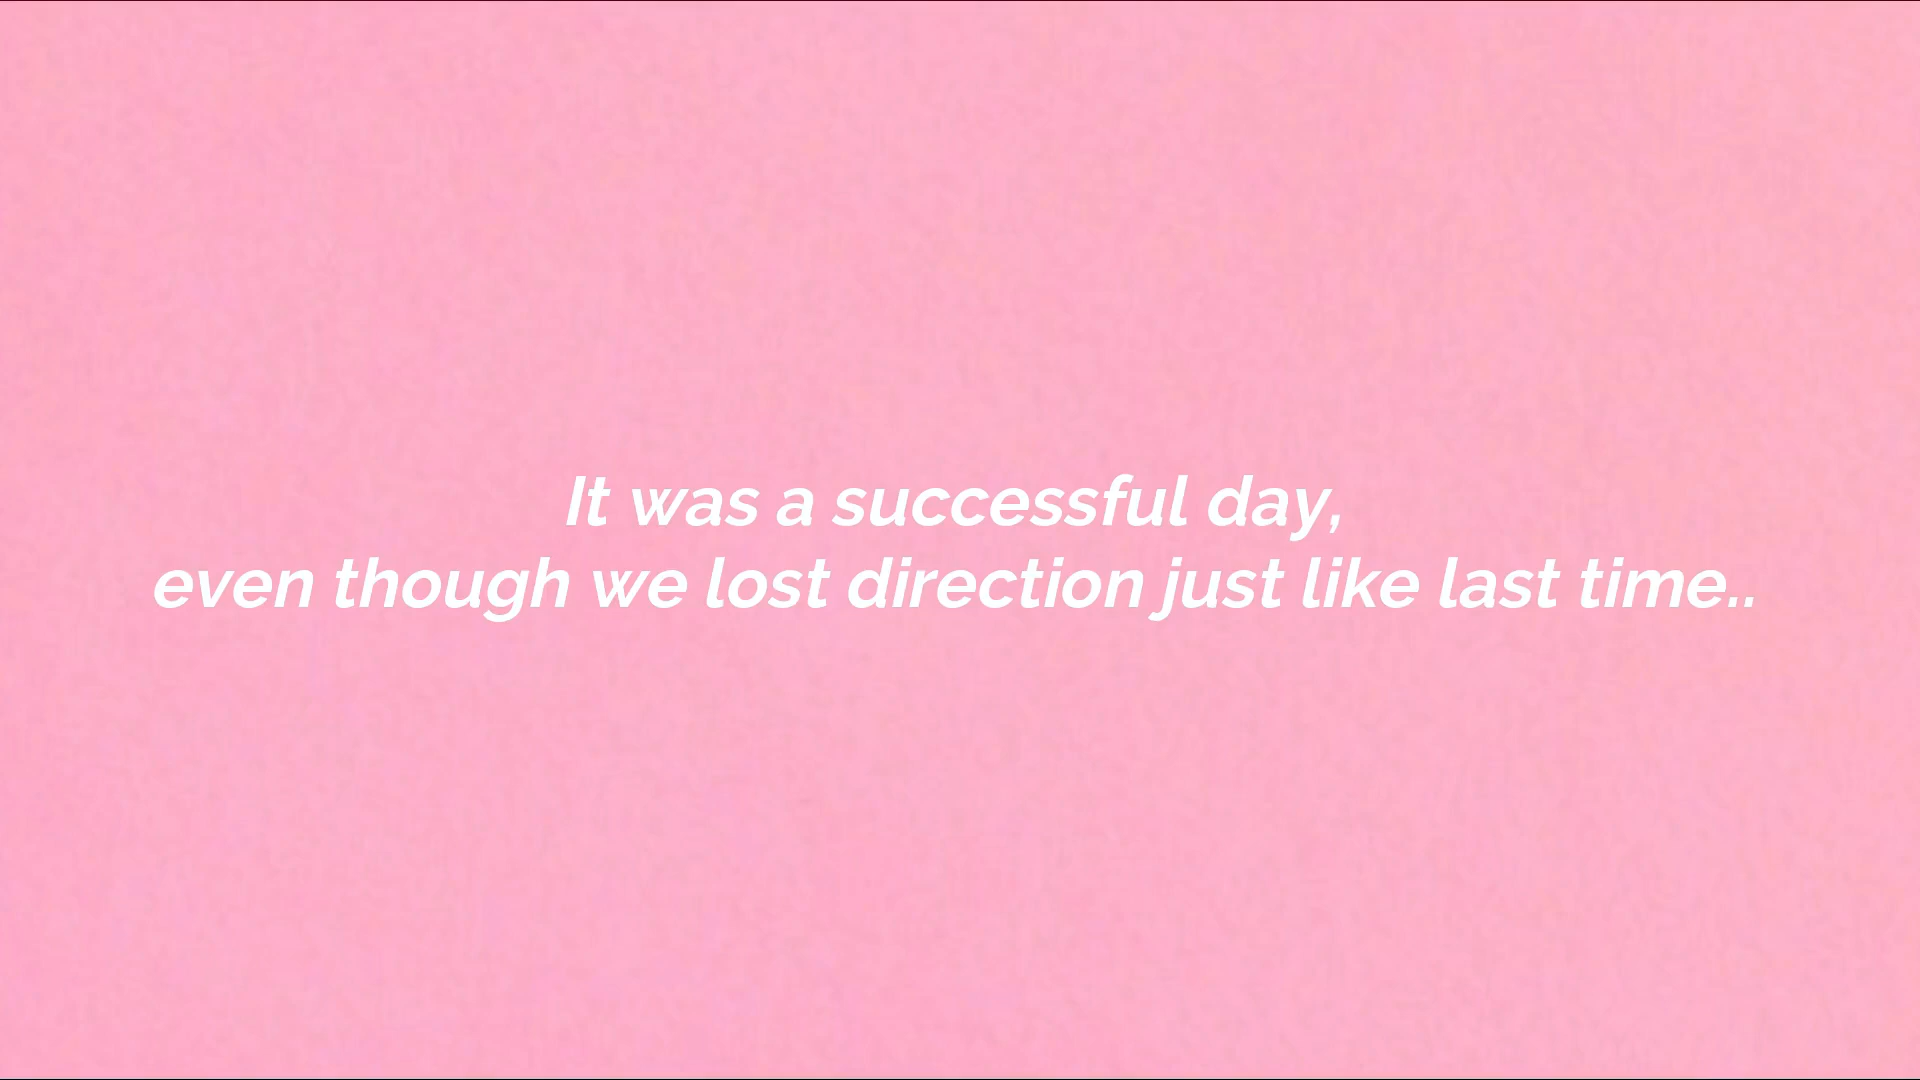 It was a successful day,
even though we lost direction just like last time..